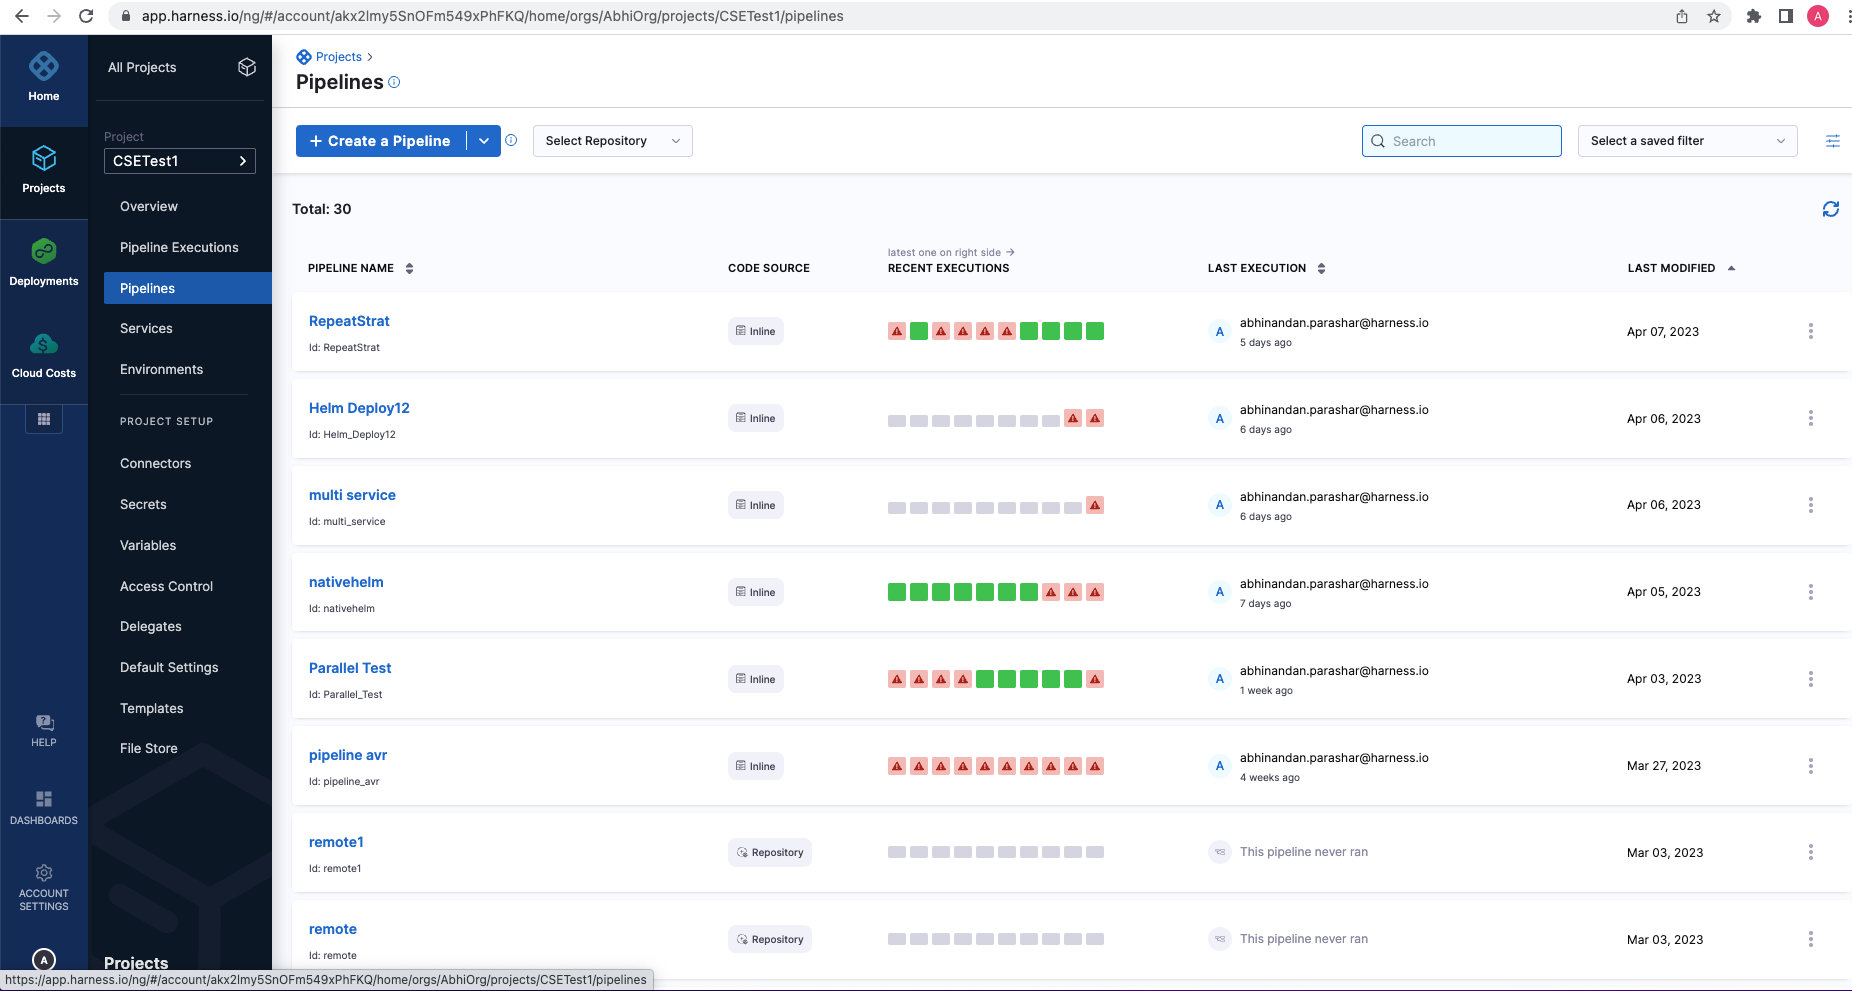 app.harness.io/ng/#/account/akx2lmy5SnOFm549xPhFKQ/home/orgs/AbhiOrg/projects/CSETest1/pipelines
A
Home
Projects
Deployments
Cloud Costs
HELP
DASHBOARDS
ACCOUNT
SETTINGS
A
All Projects
Project
CSETest1
Overview
Pipeline Executions
Pipelines
Services
Environments
PROJECT SETUP
Connectors
Secrets
Variables
Access Control
Delegates
Default Settings
Templates
File Store
Projects
Projects
Pipelines
+ Create a Pipeline
Select Repository
Search
Select a saved filter
Total: 30
PIPELINE NAME
CODE SOURCE
latest one on right side →
RECENT EXECUTIONS
LAST EXECUTION
LAST MODIFIED
RepeatStrat
Id: RepeatStrat
Inline
A
abhinandan.parashar@harness.io
5 days ago
Apr 07, 2023
Helm Deploy12
Id: Helm_Deploy12
Inline
A
abhinandan.parashar@harness.io
6 days ago
Apr 06, 2023
multi service
Id: multi_service
Inline
A
abhinandan.parashar@harness.io
6 days ago
Apr 06, 2023
nativehelm
Id: nativehelm
Inline
A
abhinandan.parashar@harness.io
7 days ago
Apr 05, 2023
Parallel Test
Id: Parallel_Test
Inline
A
abhinandan.parashar@harness.io
1 week ago
Apr 03, 2023
pipeline avr
Id: pipeline_avr
Inline
A
abhinandan.parashar@harness.io
4 weeks ago
Mar 27, 2023
remote1
Id: remote1
Repository
This pipeline never ran
Mar 03, 2023
remote
Id: remote
Repository
This pipeline never ran
Mar 03, 2023
https://app.harness.io/ng/#/account/akx2lmy5SnOFm549xPhFKQ/home/orgs/AbhiOrg/projects/CSETest1/pipelines